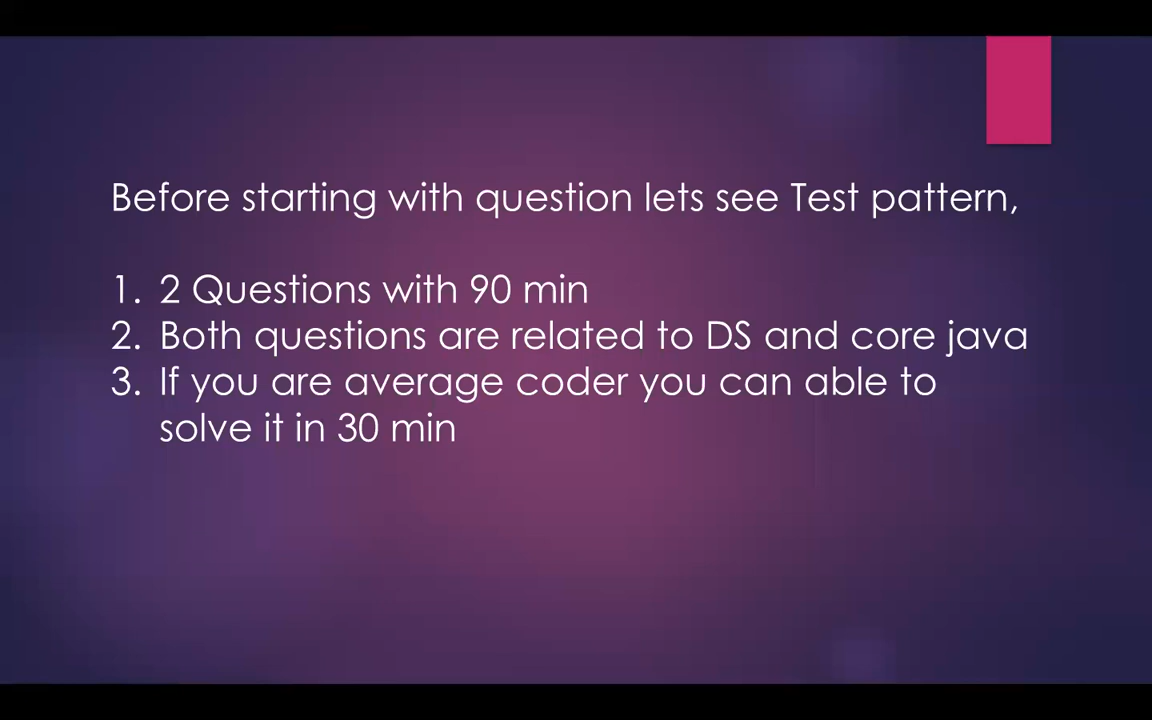 Before starting with question lets see Test pattern,
1. 2 Questions with 90 min
2. Both questions are related to DS and core java
3. If you are average coder you can able to
solve it in 30 min